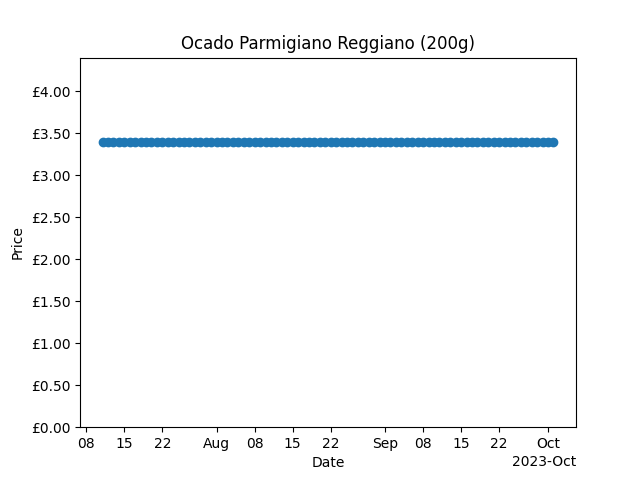 Ocado Parmigiano Reggiano (200g)
£4.00
£3.50
£3.00
£2.50
£2.00
£1.50
£1.00
£0.50
£0.00
Price
08 15 22 Aug 08 15 22 Sep 08 15 22 Oct
Date
2023-Oct